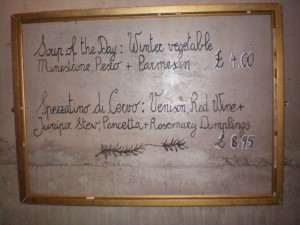 Soup of the Day: Winter vegetable
Minestrone, Pesto + Parmesan £ 4.00
Spezzatino di Cervo: Venison, Red Wine +
Juniper Stew, Pancetta + Rosemary Dumplings
£ 8.95